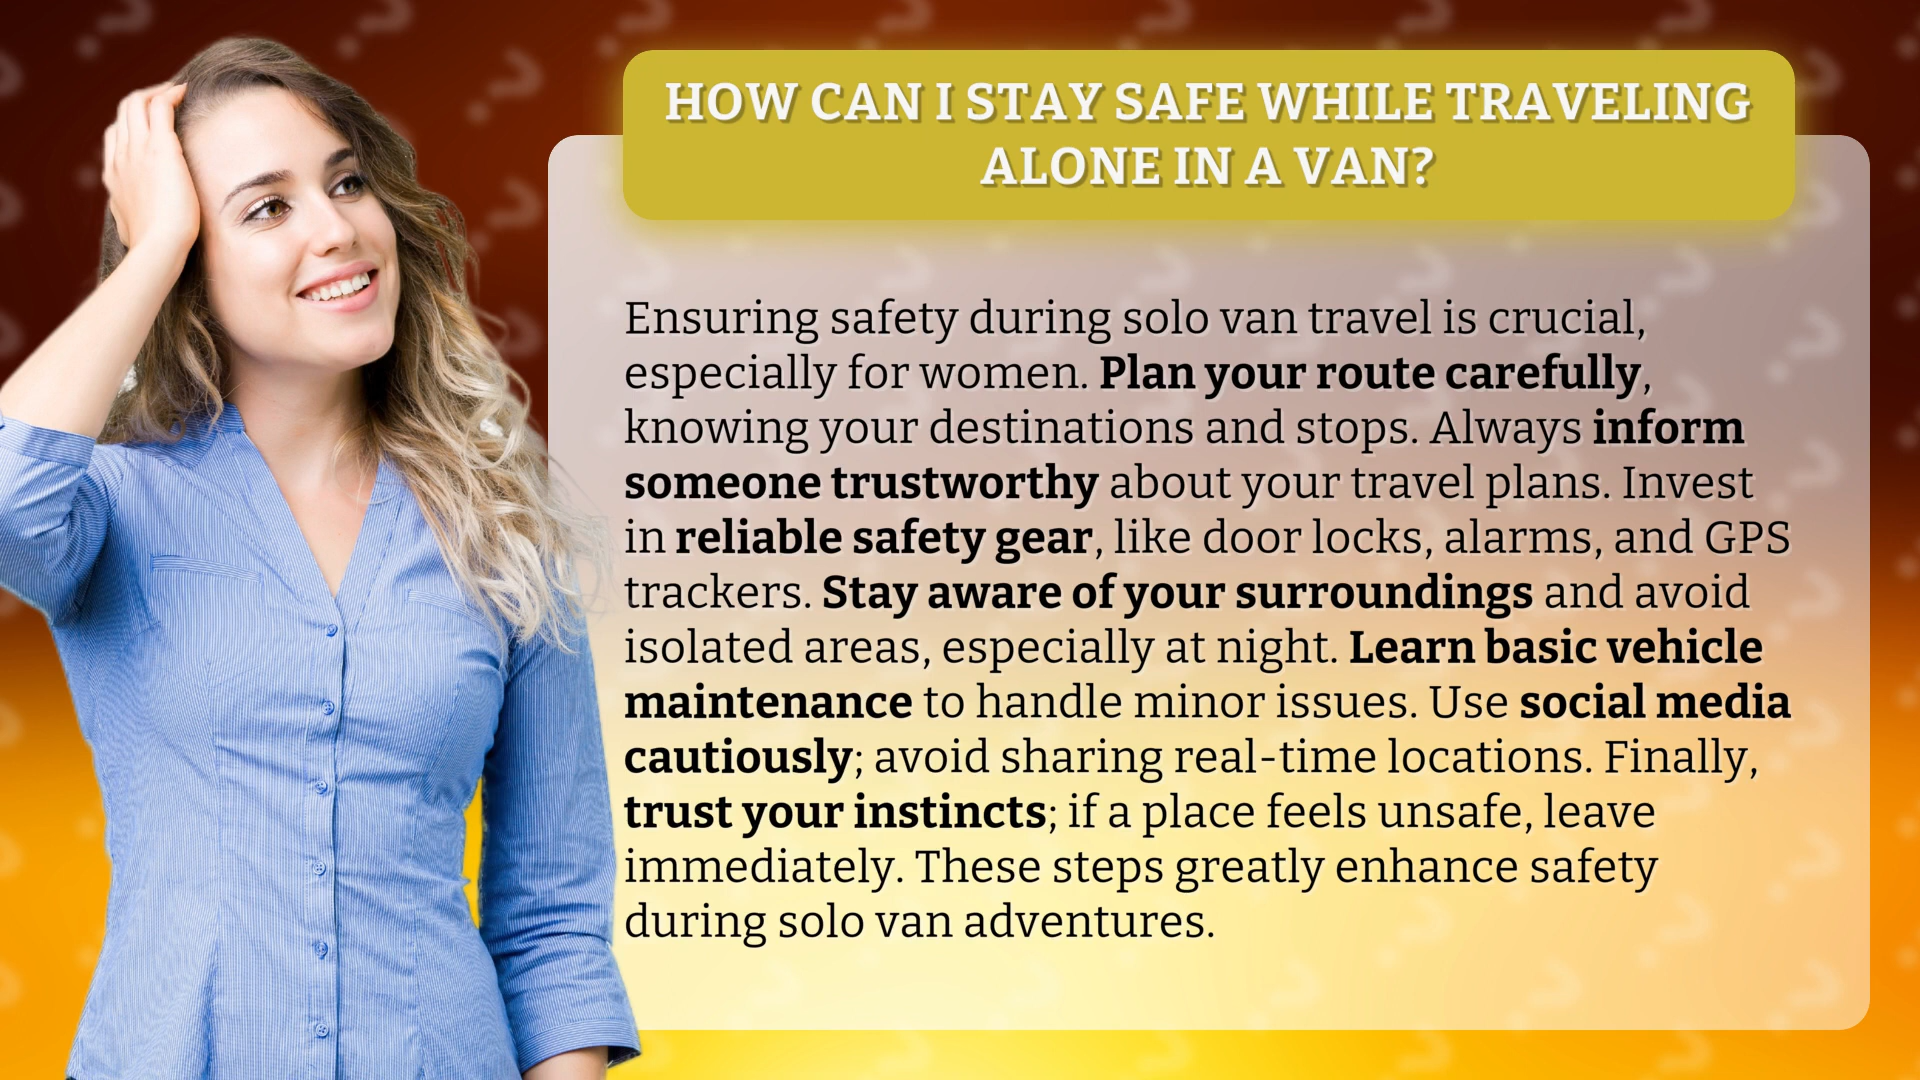 HOW CAN I STAY SAFE WHILE TRAVELING
ALONE IN A VAN?
Ensuring safety during solo van travel is crucial,
especially for women. Plan your route carefully,
knowing your destinations and stops. Always inform
someone trustworthy about your travel plans. Invest
in reliable safety gear, like door locks, alarms, and GPS
trackers. Stay aware of your surroundings and avoid
isolated areas, especially at night. Learn basic vehicle
maintenance to handle minor issues. Use social media
cautiously; avoid sharing real-time locations. Finally,
trust your instincts; if a place feels unsafe, leave
immediately. These steps greatly enhance safety
during solo van adventures.